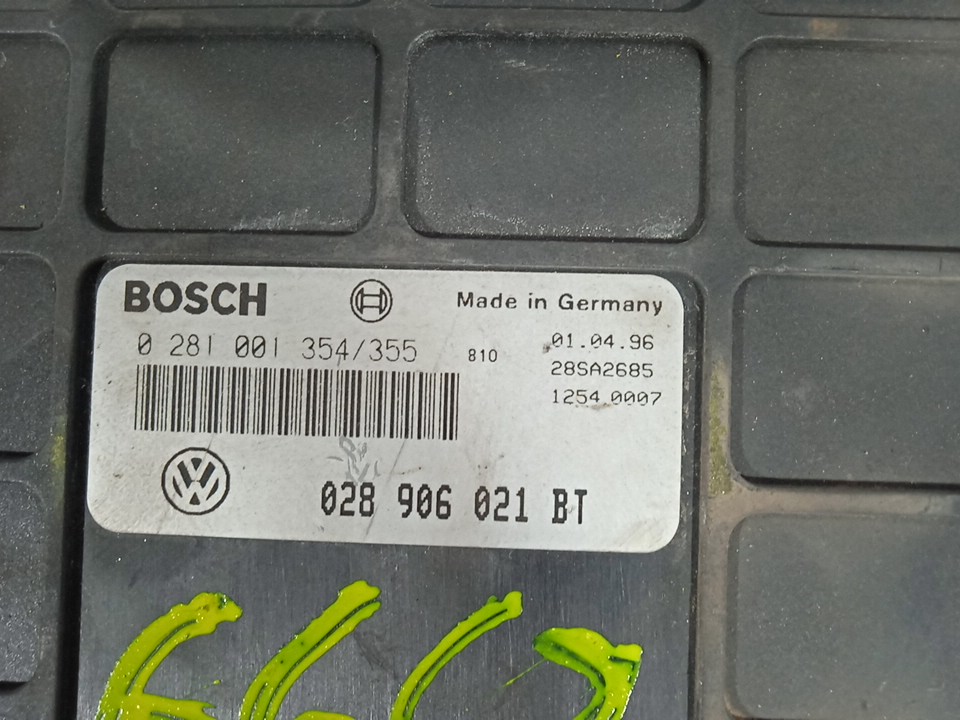 BOSCH
Made in Germany
0 281 001 354/355
810
01.04.96
28SA2685
1254 0007
028 906 021 BT